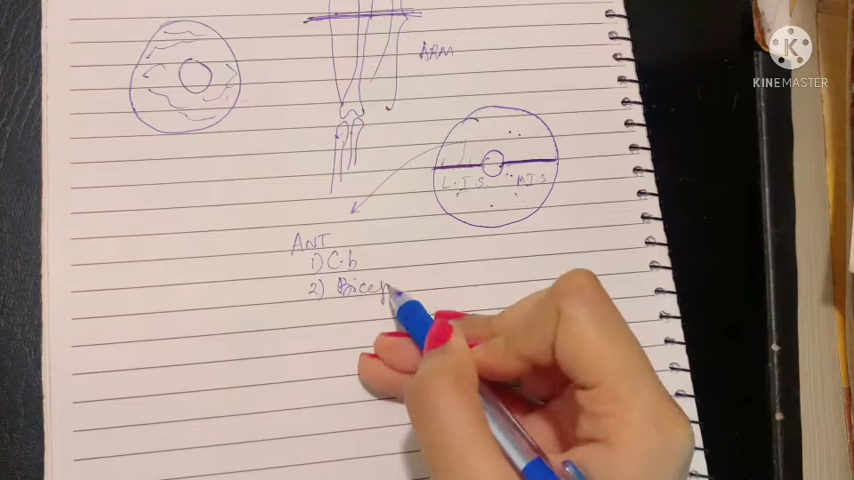 ARM
L.I.S
M.I.S
ANT
1) C.b
2) Bicep
K
KINEMASTER